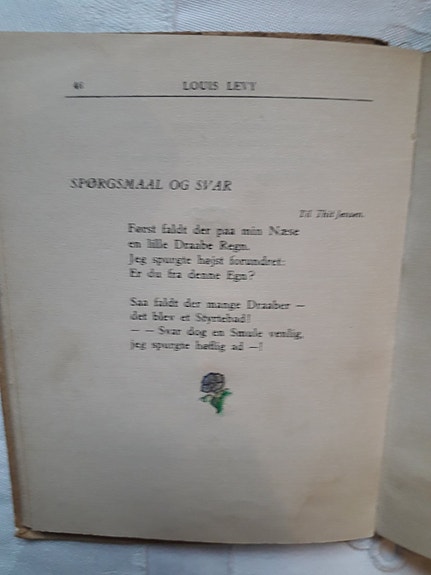 46
LOUIS LEVY
SPØRGSMAAL OG SVAR
Til Thit Jensen.
Først faldt der paa min Næse
en lille Draabe Regn.
Jeg spurgte højst forundret:
Er du fra denne Egn?
Saa faldt der mange Draaber —
det blev et Styrtebad!
— — Svar dog en Smule venlig,
jeg spurgte høflig ad —!